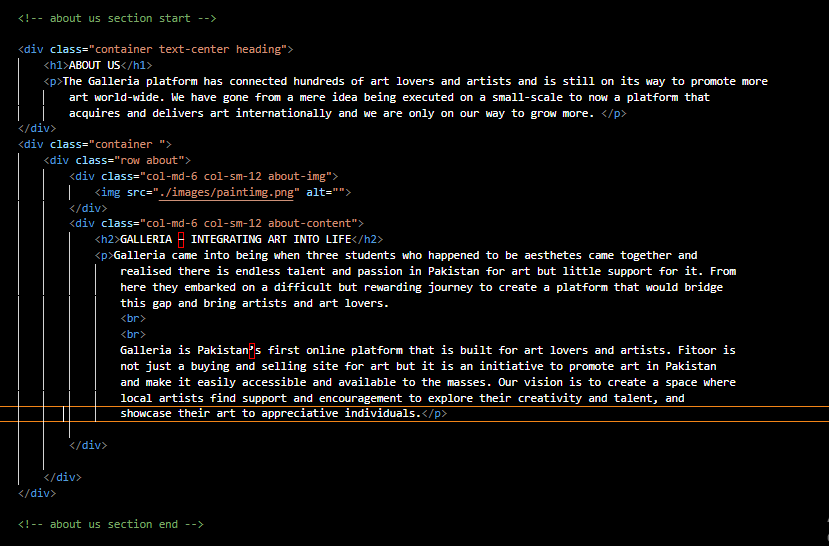 <!-- about us section start -->
<div class="container text-center heading">
<h1>ABOUT US</h1>
<p>The Galleria platform has connected hundreds of art lovers and artists and is still on its way to promote more
art world-wide. We have gone from a mere idea being executed on a small-scale to now a platform that
acquires and delivers art internationally and we are only on our way to grow more. </p>
</div>
<div class="container ">
<div class="row about">
<div class="col-md-6 col-sm-12 about-img">
<img src="./images/paintimg.png" alt="">
</div>
<div class="col-md-6 col-sm-12 about-content">
<h2>GALLERIA – INTEGRATING ART INTO LIFE</h2>
<p>Galleria came into being when three students who happened to be aesthetes came together and
realised there is endless talent and passion in Pakistan for art but little support for it. From
here they embarked on a difficult but rewarding journey to create a platform that would bridge
this gap and bring artists and art lovers.
<br>
<br>
Galleria is Pakistan’s first online platform that is built for art lovers and artists. Fitoor is
not just a buying and selling site for art but it is an initiative to promote art in Pakistan
and make it easily accessible and available to the masses. Our vision is to create a space where
local artists find support and encouragement to explore their creativity and talent, and
showcase their art to appreciative individuals.</p>
</div>
</div>
</div>
<!-- about us section end -->